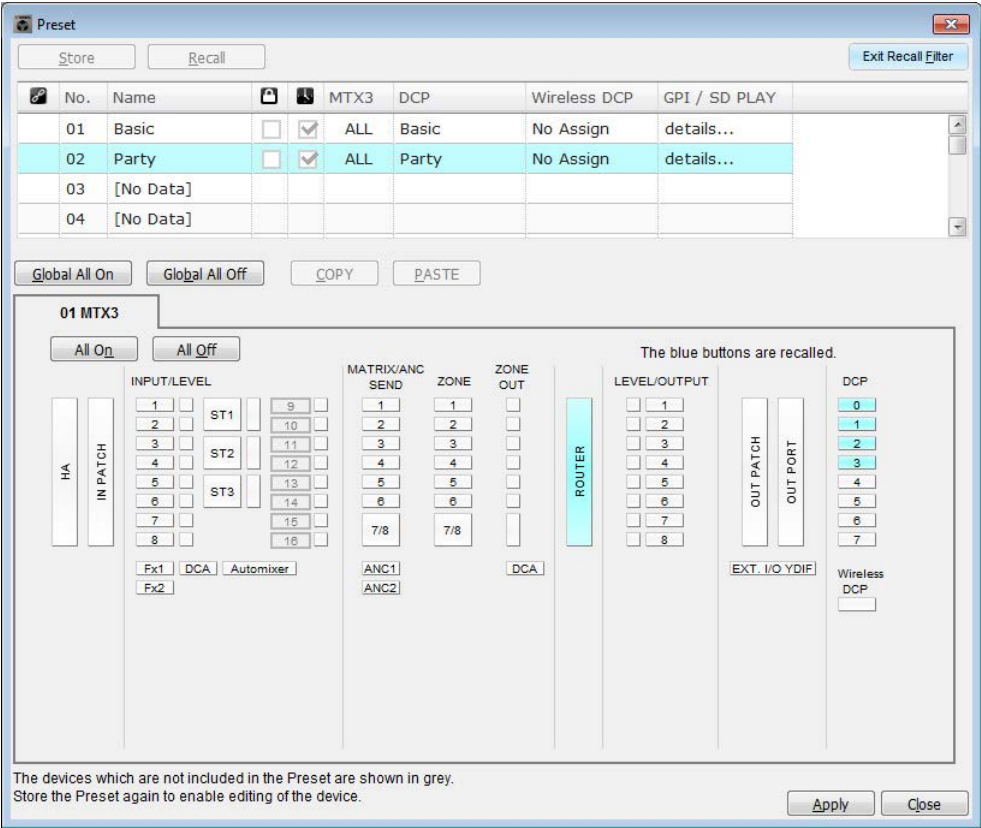 Preset
Store Recall Exit Recall Filter
No. Name MTX3 DCP Wireless DCP GPI / SD PLAY
01 Basic ALL Basic No Assign details...
02 Party ALL Party No Assign details...
03 [No Data]
04 [No Data]
Global All On Global All Off COPY PASTE
01 MTX3
All On All Off The blue buttons are recalled.
INPUT/LEVEL MATRIX/ANC SEND ZONE ZONE OUT LEVEL/OUTPUT DCP
HA IN PATCH ROUTER OUT PATCH OUT PORT
1 ST1 9 1 1 1 0
2 10 2 2 2 1
3 ST2 11 3 3 3 2
4 12 4 4 4 3
5 ST3 13 5 5 5 4
6 14 6 6 6 5
7 15 7/8 7/8 7 6
8 16 8 7
Fx1 DCA Automixer ANC1 DCA EXT. I/O YDIF Wireless DCP
Fx2 ANC2
The devices which are not included in the Preset are shown in grey.
Store the Preset again to enable editing of the device.
Apply Close